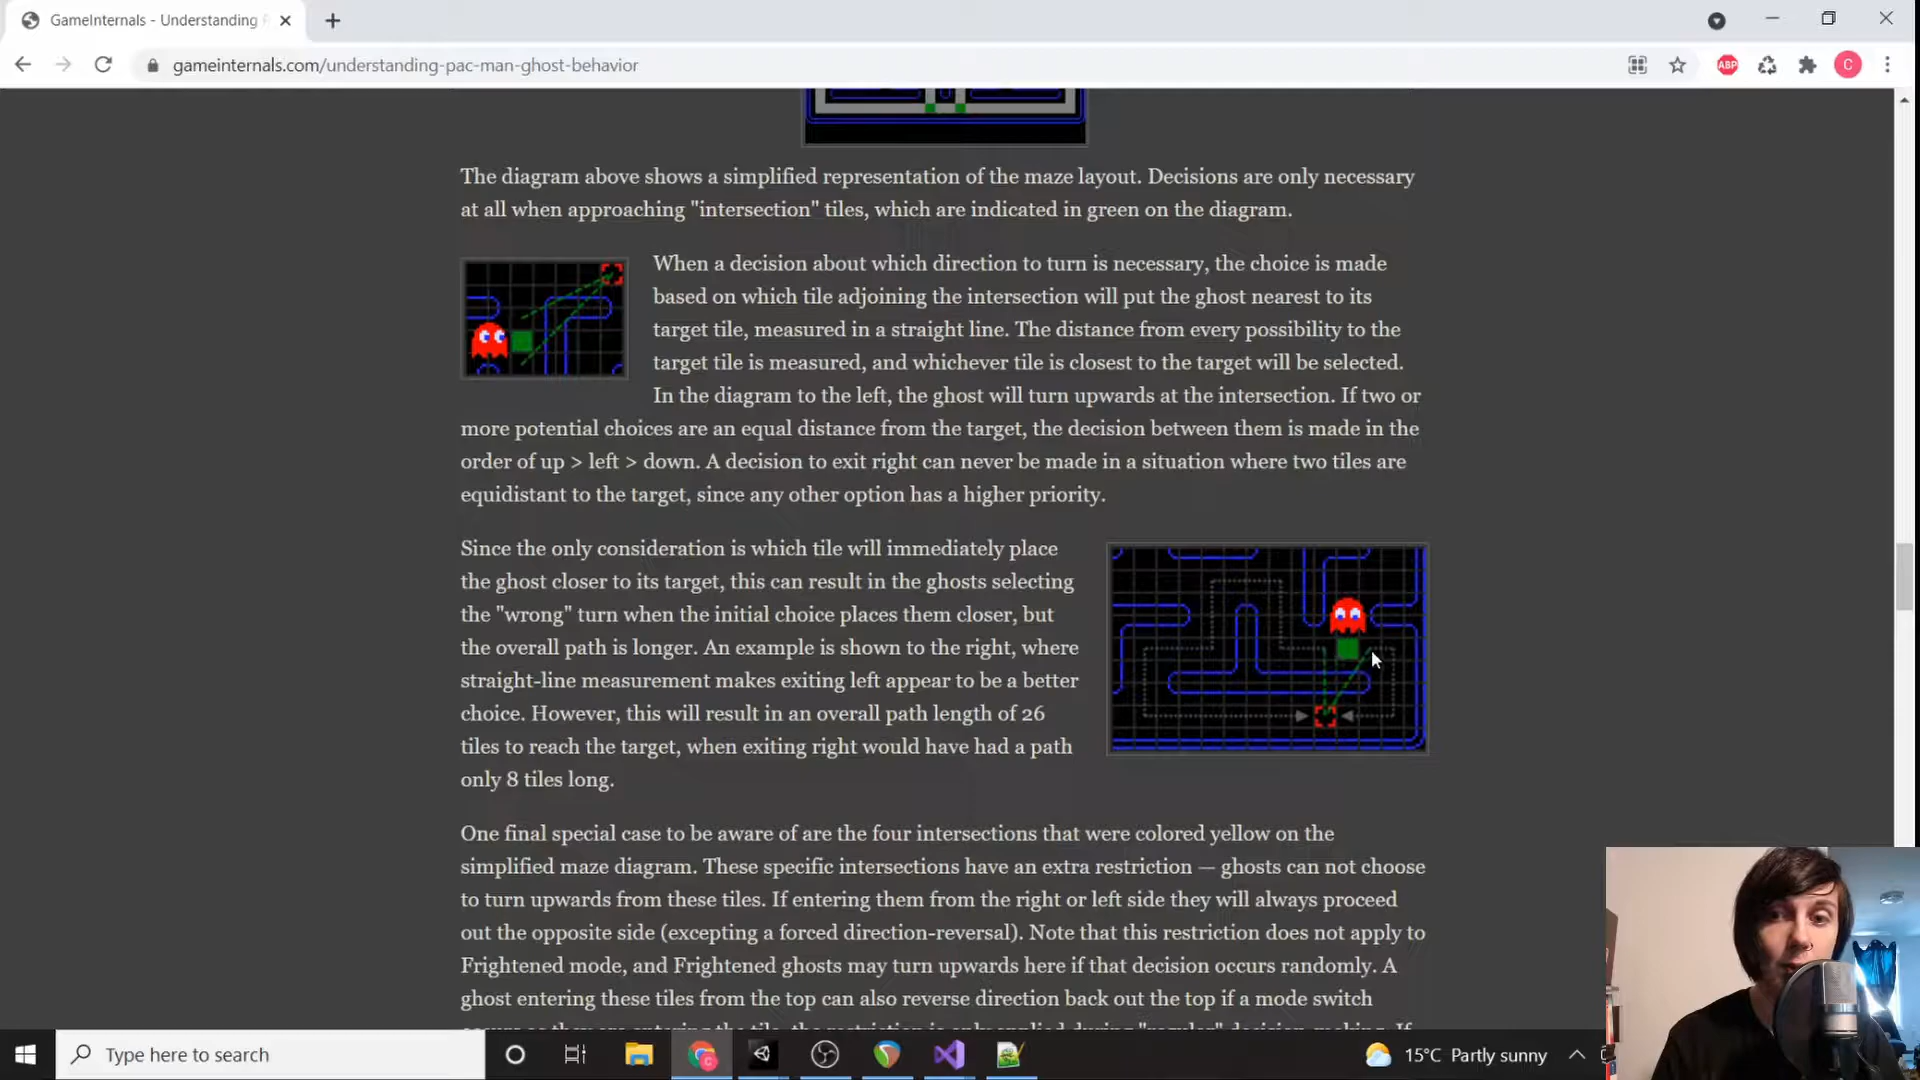 GameInternals - Understanding
gameinternals.com/understanding-pac-man-ghost-behavior
ABP
C
The diagram above shows a simplified representation of the maze layout. Decisions are only necessary
at all when approaching "intersection" tiles, which are indicated in green on the diagram.
When a decision about which direction to turn is necessary, the choice is made
based on which tile adjoining the intersection will put the ghost nearest to its
target tile, measured in a straight line. The distance from every possibility to the
target tile is measured, and whichever tile is closest to the target will be selected.
In the diagram to the left, the ghost will turn upwards at the intersection. If two or
more potential choices are an equal distance from the target, the decision between them is made in the
order of up > left > down. A decision to exit right can never be made in a situation where two tiles are
equidistant to the target, since any other option has a higher priority.
Since the only consideration is which tile will immediately place
the ghost closer to its target, this can result in the ghosts selecting
the "wrong" turn when the initial choice places them closer, but
the overall path is longer. An example is shown to the right, where
straight-line measurement makes exiting left appear to be a better
choice. However, this will result in an overall path length of 26
tiles to reach the target, when exiting right would have had a path
only 8 tiles long.
One final special case to be aware of are the four intersections that were colored yellow on the
simplified maze diagram. These specific intersections have an extra restriction — ghosts can not choose
to turn upwards from these tiles. If entering them from the right or left side they will always proceed
out the opposite side (excepting a forced direction-reversal). Note that this restriction does not apply to
Frightened mode, and Frightened ghosts may turn upwards here if that decision occurs randomly. A
ghost entering these tiles from the top can also reverse direction back out the top if a mode switch
Type here to search
15°C Partly sunny